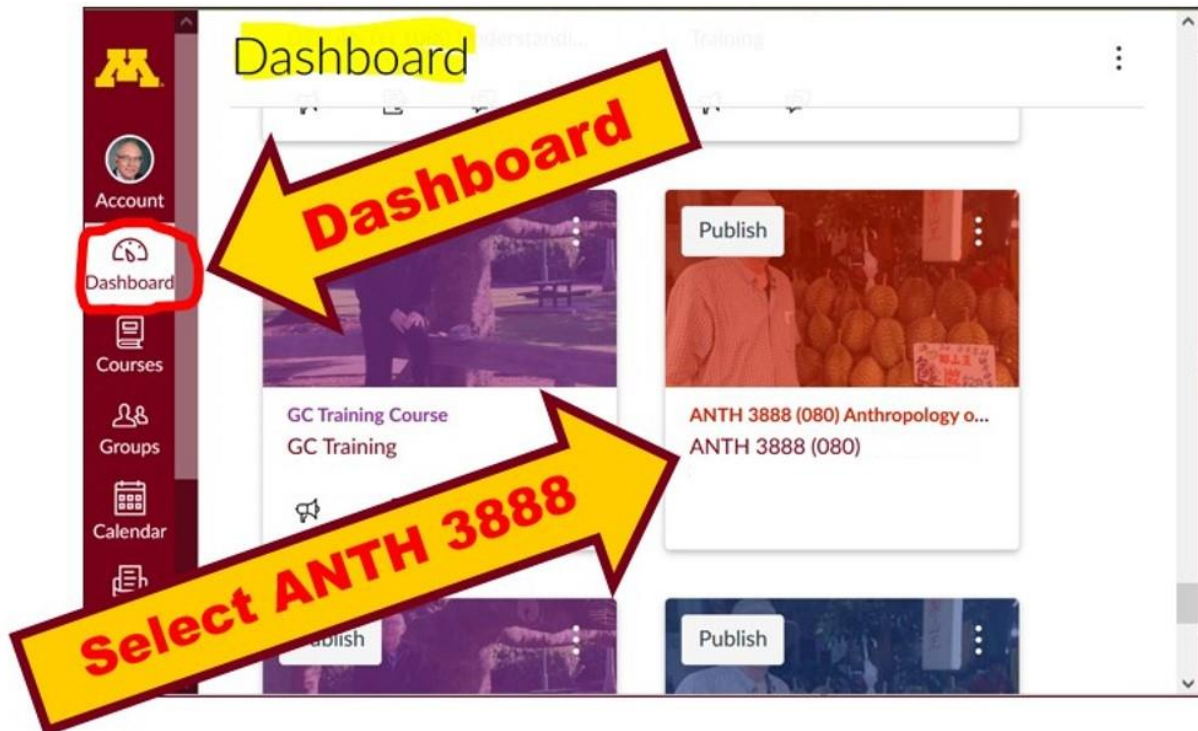 Dashboard
Training
Account
Dashboard
Dashboard
Courses
Groups
Calendar
Publish
GC Training Course
GC Training
ANTH 3888 (080) Anthropology o...
ANTH 3888 (080)
Select ANTH 3888
Publish